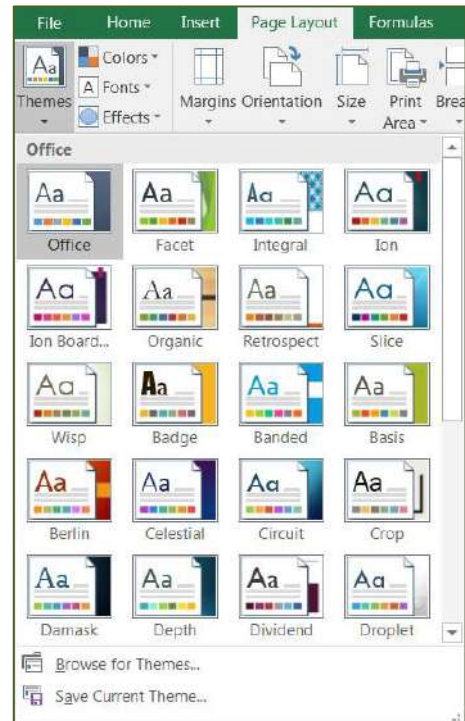 File Home Insert Page Layout Formulas
Aa Colors
A Fonts
Themes Effects Margins Orientation Size Print Area
Office
Aa Aa Aa Aa
Office Facet Integral Ion
Aa Aa Aa Aa
Ion Board... Organic Retrospect Slice
Aa Aa Aa Aa
Wisp Badge Banded Basis
Aa Aa Aa Aa
Berlin Celestial Circuit Crop
Aa Aa Aa Aa
Damask Depth Dividend Droplet
Browse for Themes...
Save Current Theme...